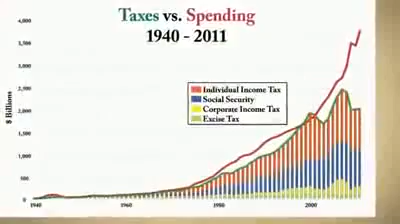 Taxes vs. Spending
1940 - 2011
4,000
3,500
3,000
2,500
2,000
1,500
1,000
500
0
$ Billions
Individual Income Tax
Social Security
Corporate Income Tax
Excise Tax
1940
1960
1980
2000